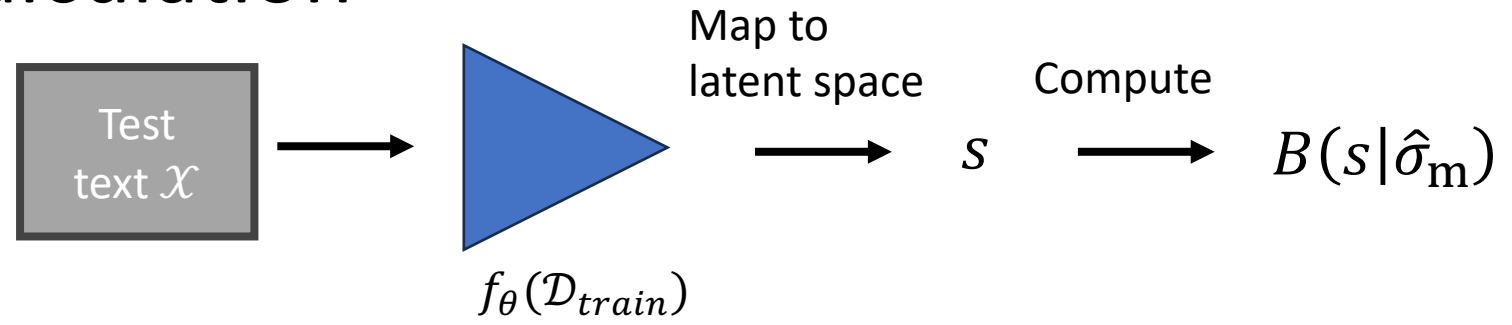 Map to
latent space
Compute
Test
text 𝒳
s
B(s|σ̂ₘ)
f_θ(𝒟_train)